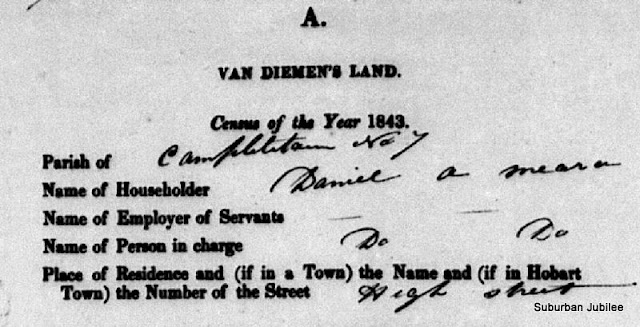 A.
VAN DIEMEN'S LAND.
Census of the Year 1843.
Parish of Campbletown No 7
Name of Householder Daniel a meara
Name of Employer of Servants — —
Name of Person in charge Do Do
Place of Residence and (if in a Town) the Name and (if in Hobart
Town) the Number of the Street High street
Suburban Jubilee